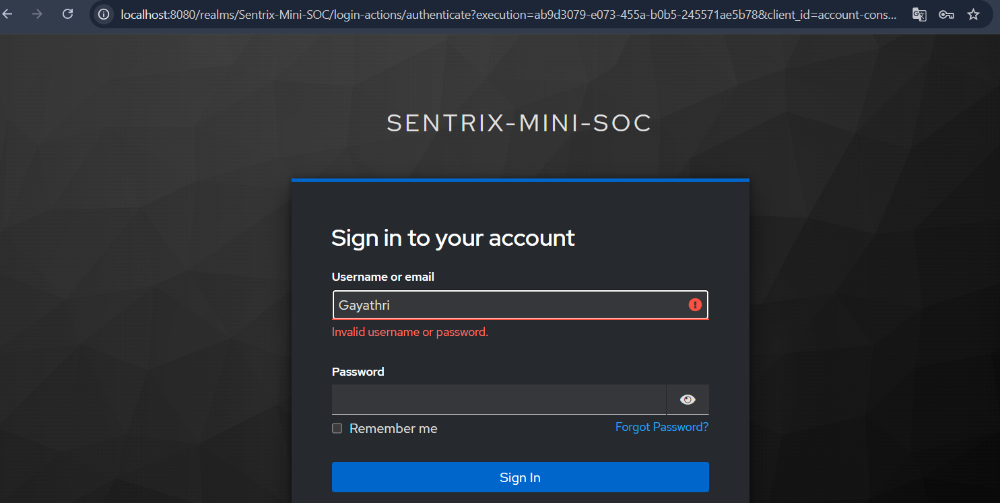 localhost:8080/realms/Sentrix-Mini-SOC/login-actions/authenticate?execution=ab9d3079-e073-455a-b0b5-245571ae5b78&client_id=account-cons...
SENTRIX-MINI-SOC
Sign in to your account
Username or email
Gayathri
Invalid username or password.
Password
Remember me
Forgot Password?
Sign In